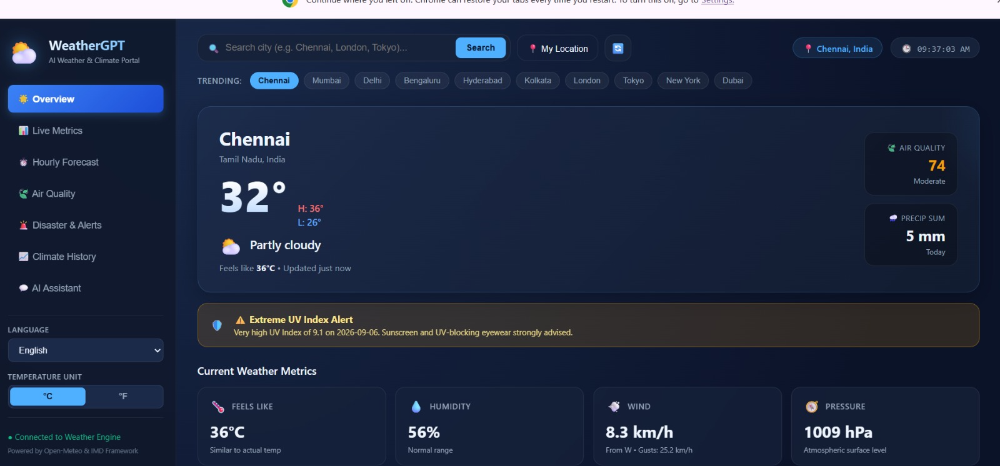 Continue where you left off. Chrome can restore your tabs every time you restart. To turn this on, go to Settings.
WeatherGPT
AI Weather & Climate Portal
Search city (e.g. Chennai, London, Tokyo)...
Search
My Location
Chennai, India
09:37:03 AM
TRENDING:
Chennai
Mumbai
Delhi
Bengaluru
Hyderabad
Kolkata
London
Tokyo
New York
Dubai
Overview
Live Metrics
Hourly Forecast
Air Quality
Disaster & Alerts
Climate History
AI Assistant
LANGUAGE
English
TEMPERATURE UNIT
°C
°F
● Connected to Weather Engine
Powered by Open-Meteo & IMD Framework
Chennai
Tamil Nadu, India
32°
H: 36°
L: 26°
Partly cloudy
Feels like 36°C • Updated just now
AIR QUALITY
74
Moderate
PRECIP SUM
5 mm
Today
Extreme UV Index Alert
Very high UV Index of 9.1 on 2026-09-06. Sunscreen and UV-blocking eyewear strongly advised.
Current Weather Metrics
FEELS LIKE
36°C
Similar to actual temp
HUMIDITY
56%
Normal range
WIND
8.3 km/h
From W • Gusts: 25.2 km/h
PRESSURE
1009 hPa
Atmospheric surface level